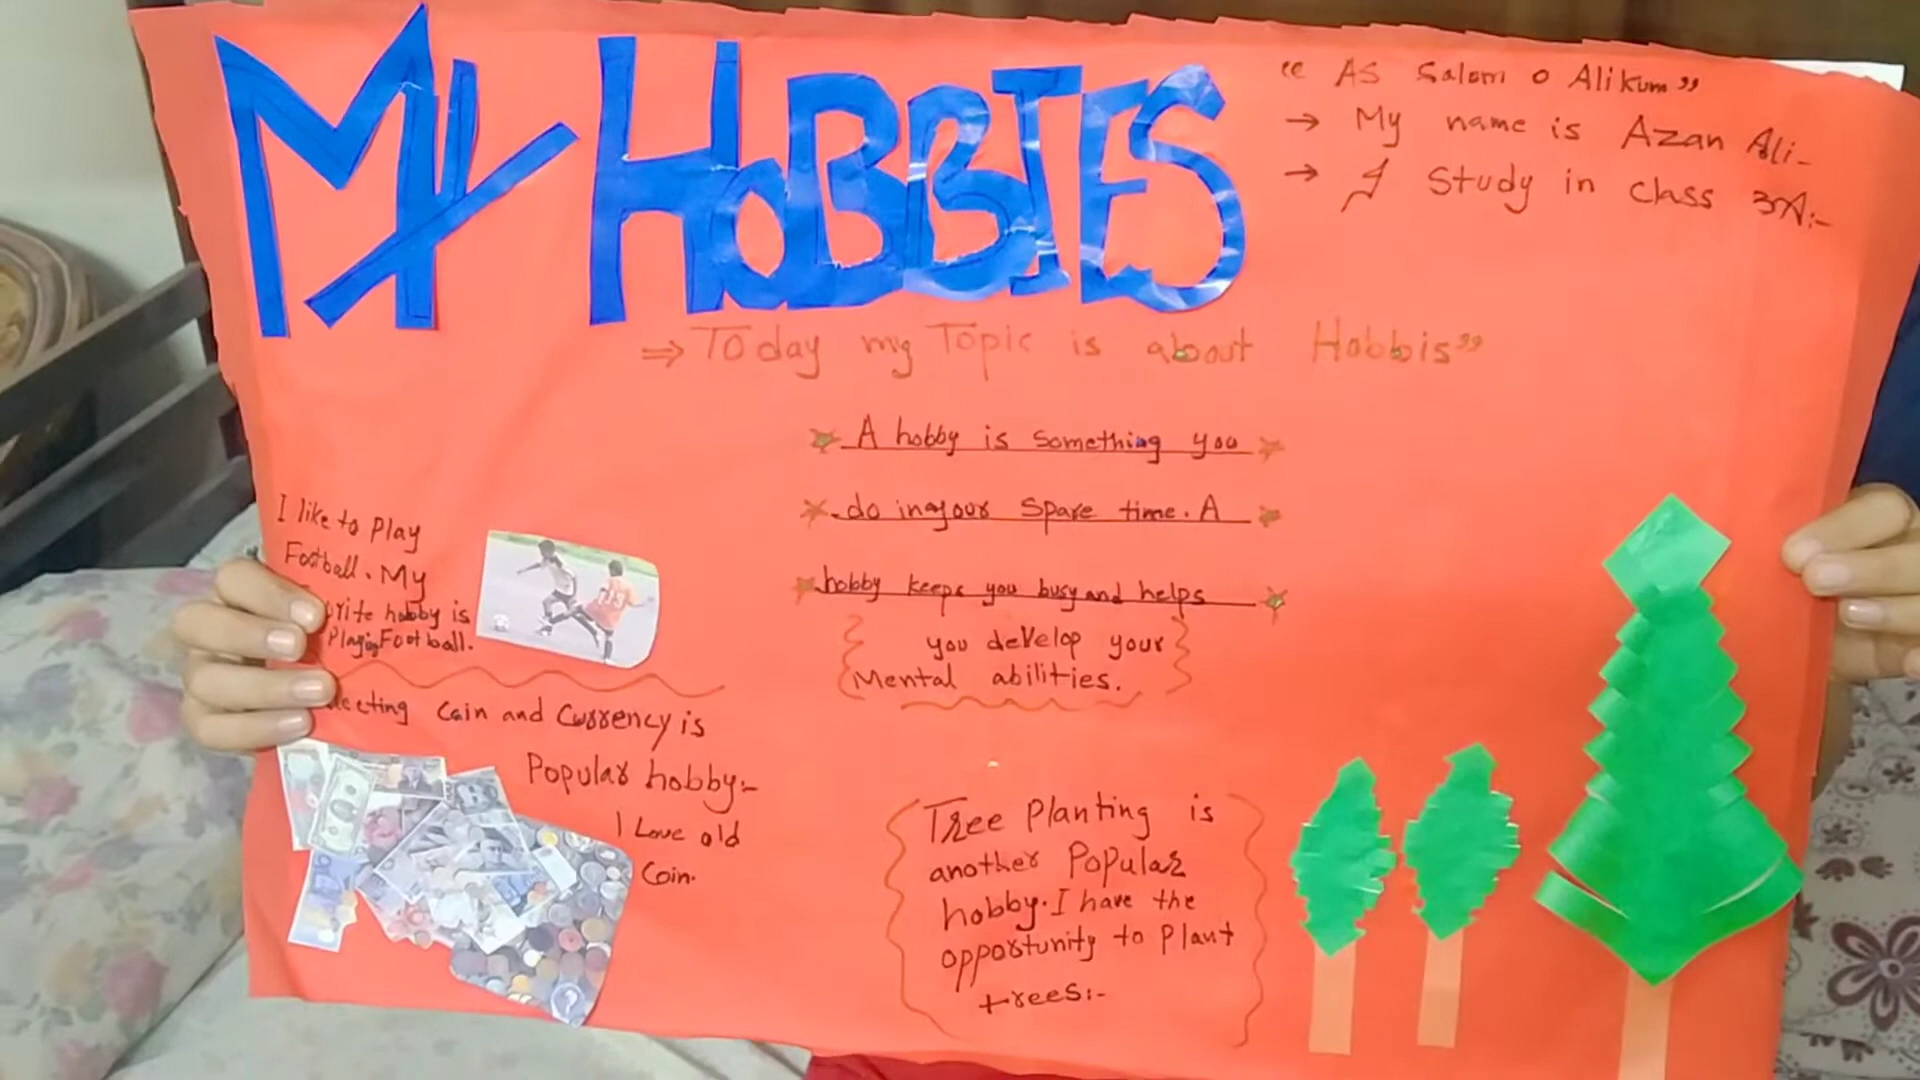 My HoBBIES
“ As Salam o Alikum”
→ My name is Azan Ali-
→ I Study in class 3A:-
⇒ Today my Topic is about Hobbis”
A hobby is something you
do in your Spare time. A
hobby keeps you busy and helps
you develop your
Mental abilities.
I like to Play
Football. My
hobby is
Playing Football.
Coin and Currency is
Popular hobby:-
I Love old
Coin.
Tree Planting is
another Popular
hobby. I have the
opportunity to Plant
trees:-